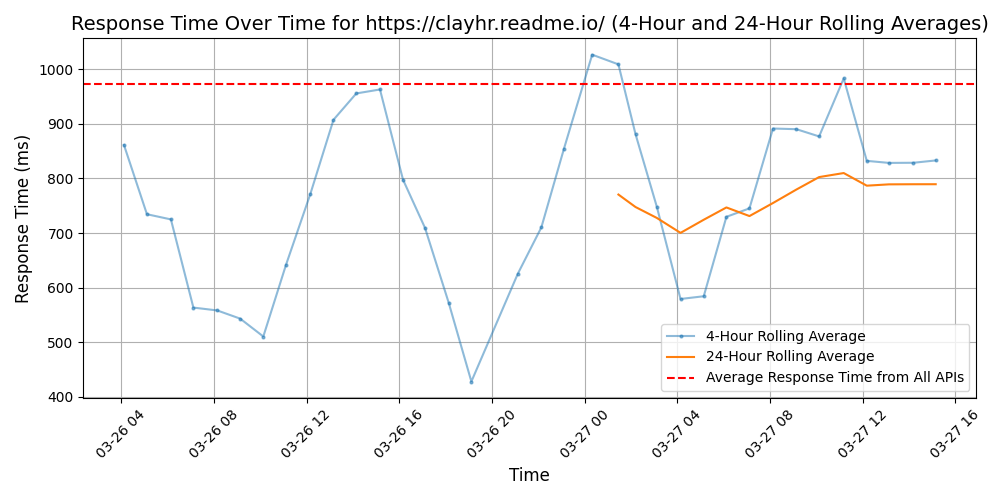 Response Time Over Time for https://clayhr.readme.io/ (4-Hour and 24-Hour Rolling Averages)
Response Time (ms)
1000
900
800
700
600
500
400
4-Hour Rolling Average
24-Hour Rolling Average
Average Response Time from All APIs
03-26 04
03-26 08
03-26 12
03-26 16
03-26 20
03-27 00
03-27 04
03-27 08
03-27 12
03-27 16
Time